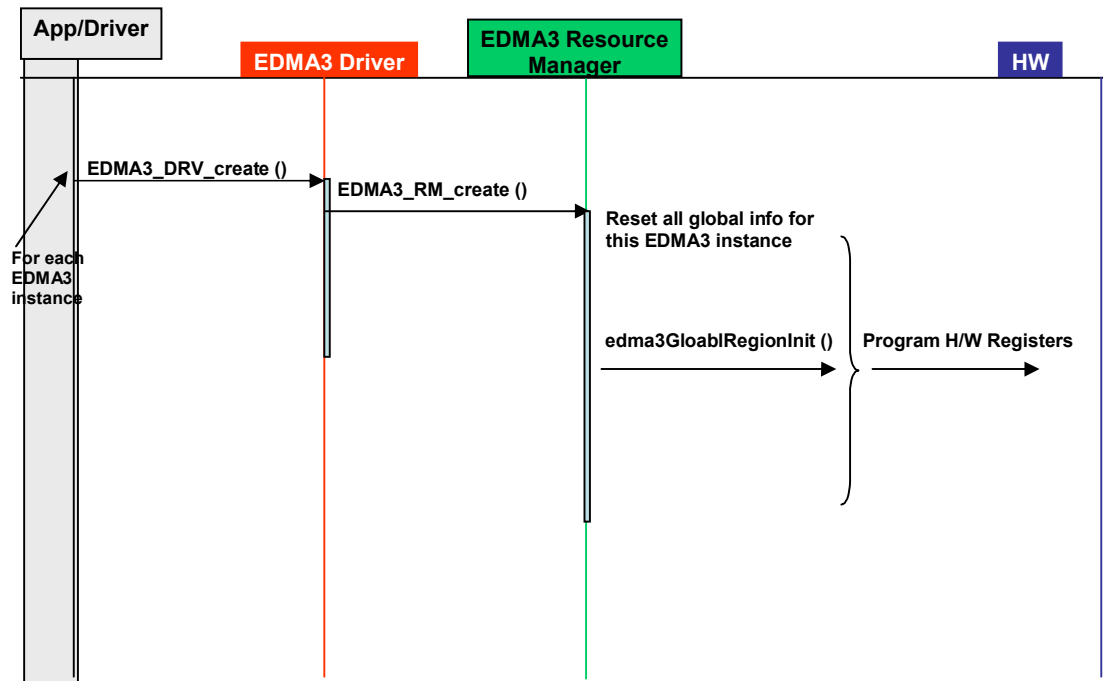 App/Driver
EDMA3 Driver
EDMA3 Resource
Manager
HW
EDMA3_DRV_create ()
EDMA3_RM_create ()
Reset all global info for
this EDMA3 instance
For each
EDMA3
instance
edma3GloablRegionInit ()
Program H/W Registers